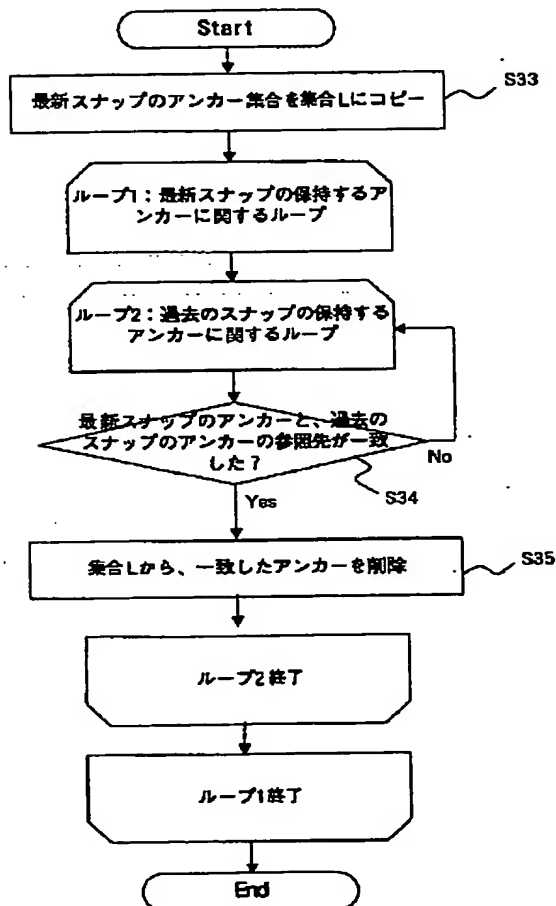 Start
最新スナップのアンカー集合を集合Lにコピー
S33
ループ1：最新スナップの保持するア
ンカーに関するループ
ループ2：過去のスナップの保持する
アンカーに関するループ
最新スナップのアンカーと、過去の
スナップのアンカーの参照先が一致
した？
No
S34
Yes
集合Lから、一致したアンカーを削除
S35
ループ2終了
ループ1終了
End